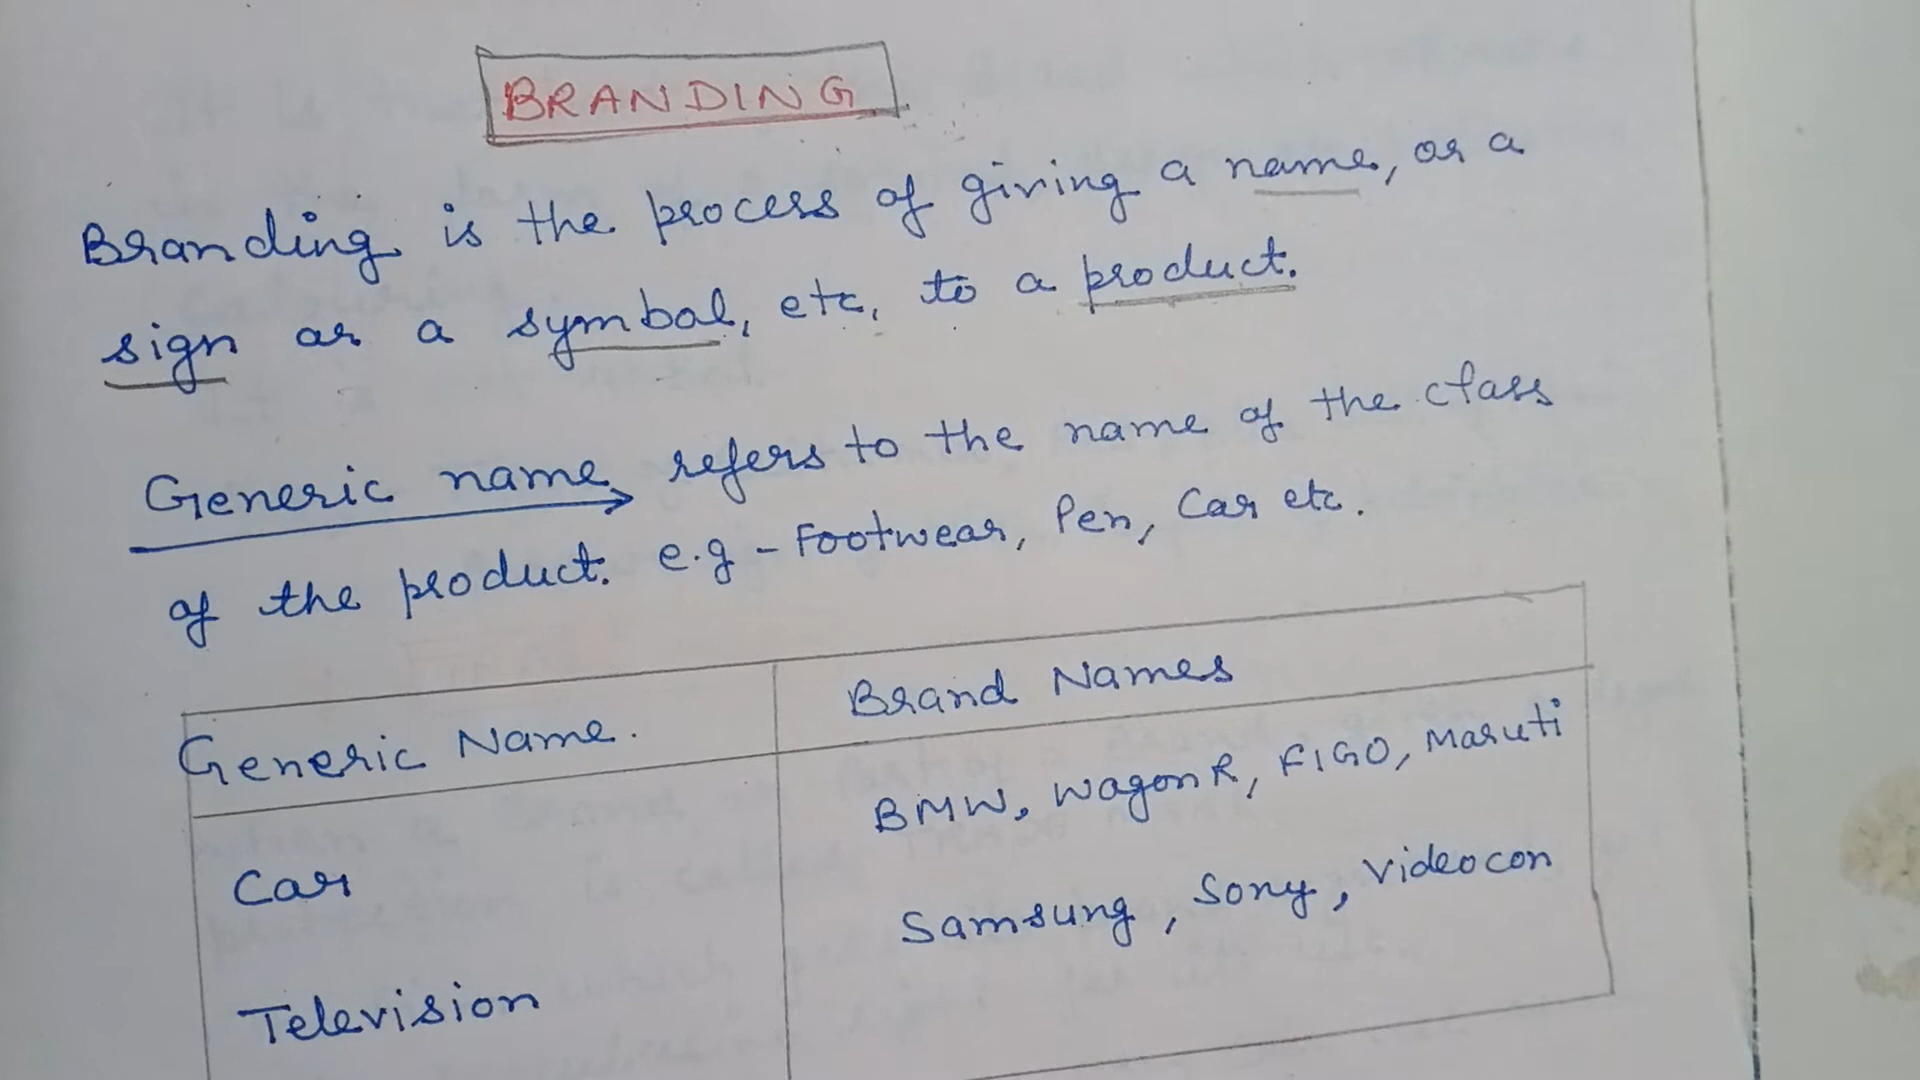 BRANDING
Branding is the process of giving a name, or a
sign or a symbol, etc, to a product.
Generic name refers to the name of the class
of the product. e.g - Footwear, Pen, Car etc.
Generic Name. Brand Names
Car BMW, WagonR, FIGO, Maruti
Television Samsung, Sony, Videocon